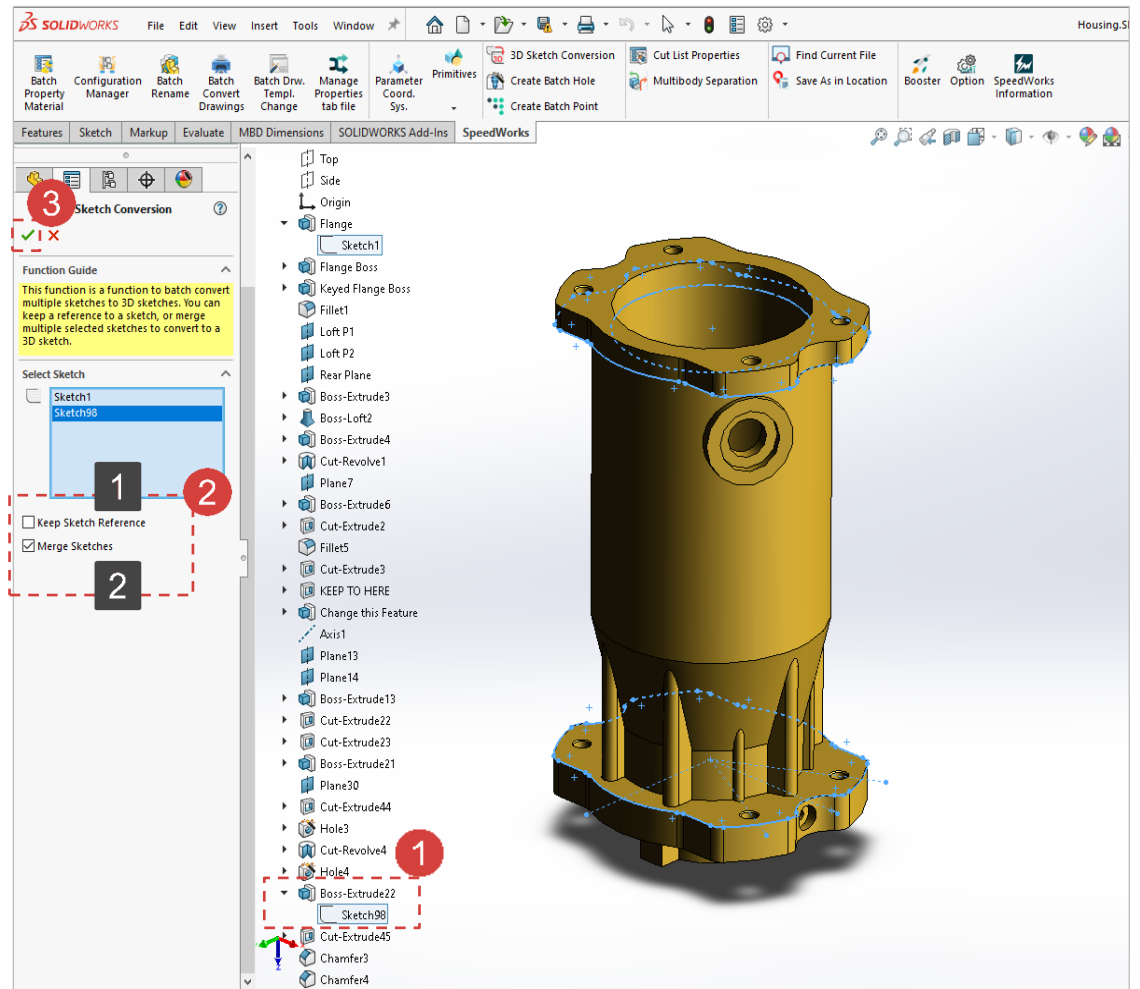 SOLIDWORKS File Edit View Insert Tools Window Housing.S
Batch Property Material
Configuration Manager
Batch Rename
Batch Convert Drawings
Batch Drw. Templ. Change
Manage Properties tab file
Parameter Coord. Sys.
Primitives
3D Sketch Conversion
Create Batch Hole
Create Batch Point
Cut List Properties
Multibody Separation
Find Current File
Save As in Location
Booster
Option
SpeedWorks Information
Features Sketch Markup Evaluate MBD Dimensions SOLIDWORKS Add-Ins SpeedWorks
3
Sketch Conversion
Function Guide
This function is a function to batch convert
multiple sketches to 3D sketches. You can
keep a reference to a sketch, or merge
multiple selected sketches to convert to a
3D sketch.
Select Sketch
Sketch1
Sketch98
1
2
Keep Sketch Reference
Merge Sketches
2
Top
Side
Origin
Flange
Sketch1
Flange Boss
Keyed Flange Boss
Fillet1
Loft P1
Loft P2
Rear Plane
Boss-Extrude3
Boss-Loft2
Boss-Extrude4
Cut-Revolve1
Plane7
Boss-Extrude6
Cut-Extrude2
Fillet5
Cut-Extrude3
KEEP TO HERE
Change this Feature
Axis1
Plane13
Plane14
Boss-Extrude13
Cut-Extrude22
Cut-Extrude23
Boss-Extrude21
Plane30
Cut-Extrude44
Hole3
Cut-Revolve4
1
Hole4
Boss-Extrude22
Sketch98
Cut-Extrude45
Chamfer3
Chamfer4